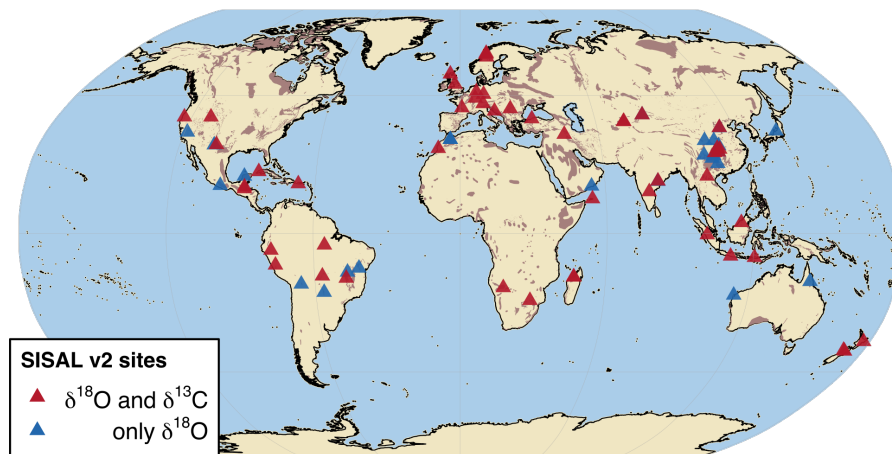 SISAL v2 sites
δ¹⁸O and δ¹³C
only δ¹⁸O